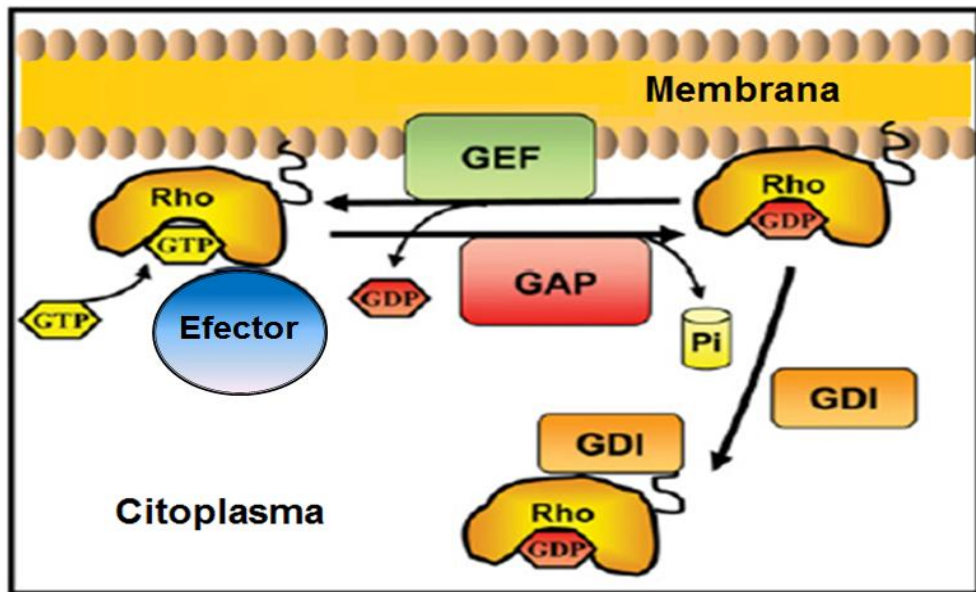 Membrana
GEF
Rho
GTP
Rho
GDP
GTP
Efector
GDP
GAP
Pi
GDI
GDI
Rho
GDP
Citoplasma